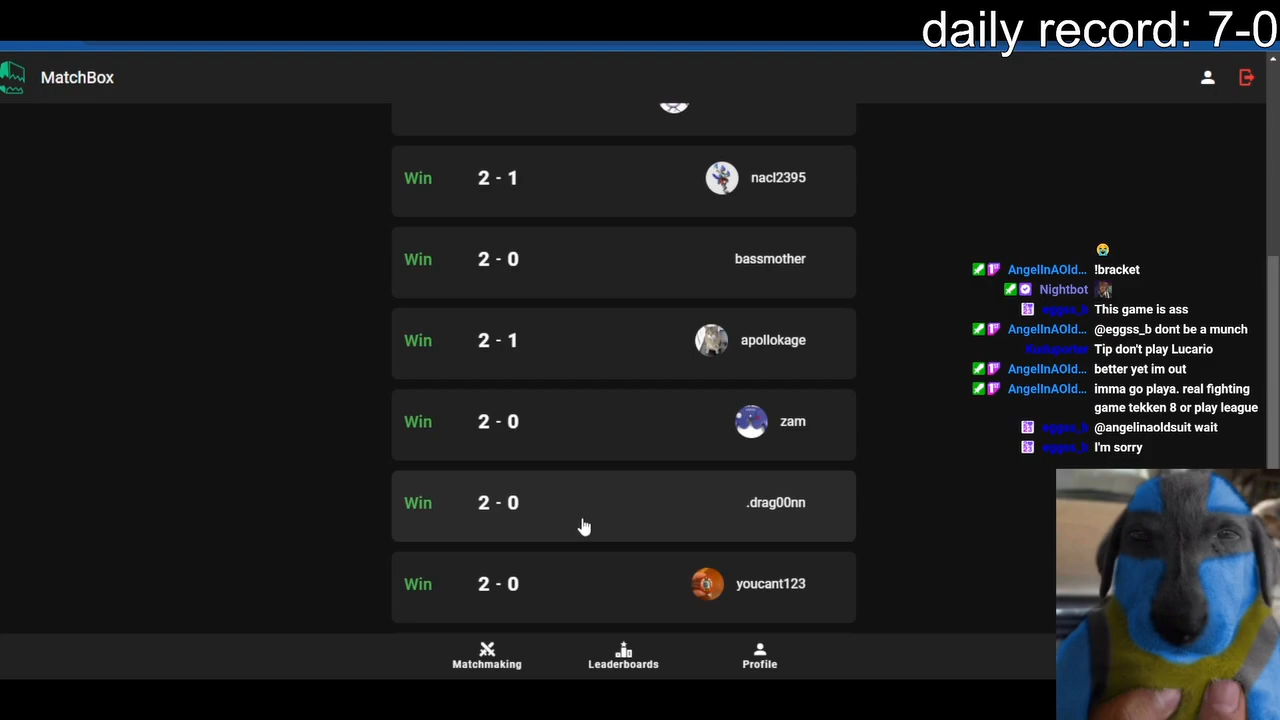 daily record: 7-0
MatchBox
Win 2 - 1 nacl2395
Win 2 - 0 bassmother
Win 2 - 1 apollokage
Win 2 - 0 zam
Win 2 - 0 .drag00nn
Win 2 - 0 youcant123
Matchmaking Leaderboards Profile
AngelInAOld... !bracket
Nightbot
eggss_b This game is ass
AngelInAOld... @eggss_b dont be a munch
Tip don't play Lucario
AngelInAOld... better yet im out
AngelInAOld... imma go playa. real fighting
game tekken 8 or play league
eggss_b @angelinaoldsuit wait
eggss_b I'm sorry